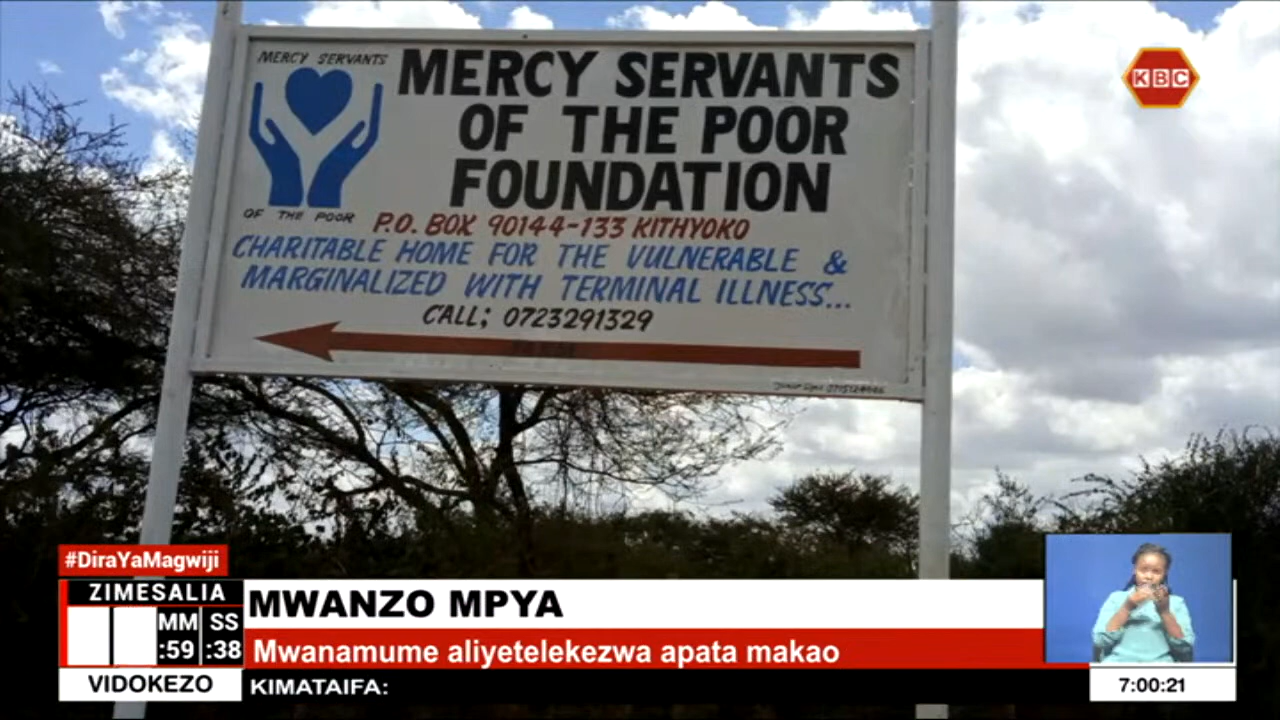 MERCY SERVANTS
OF THE POOR
MERCY SERVANTS
OF THE POOR
FOUNDATION
P.O. BOX 90144-133 KITHYOKO
CHARITABLE HOME FOR THE VULNERABLE &
MARGINALIZED WITH TERMINAL ILLNESS...
CALL; 0723291329
KBC
#DiraYaMagwiji
ZIMESALIA
MM SS
:59 :38
MWANZO MPYA
Mwanamume aliyetelekezwa apata makao
VIDOKEZO
KIMATAIFA:
7:00:21